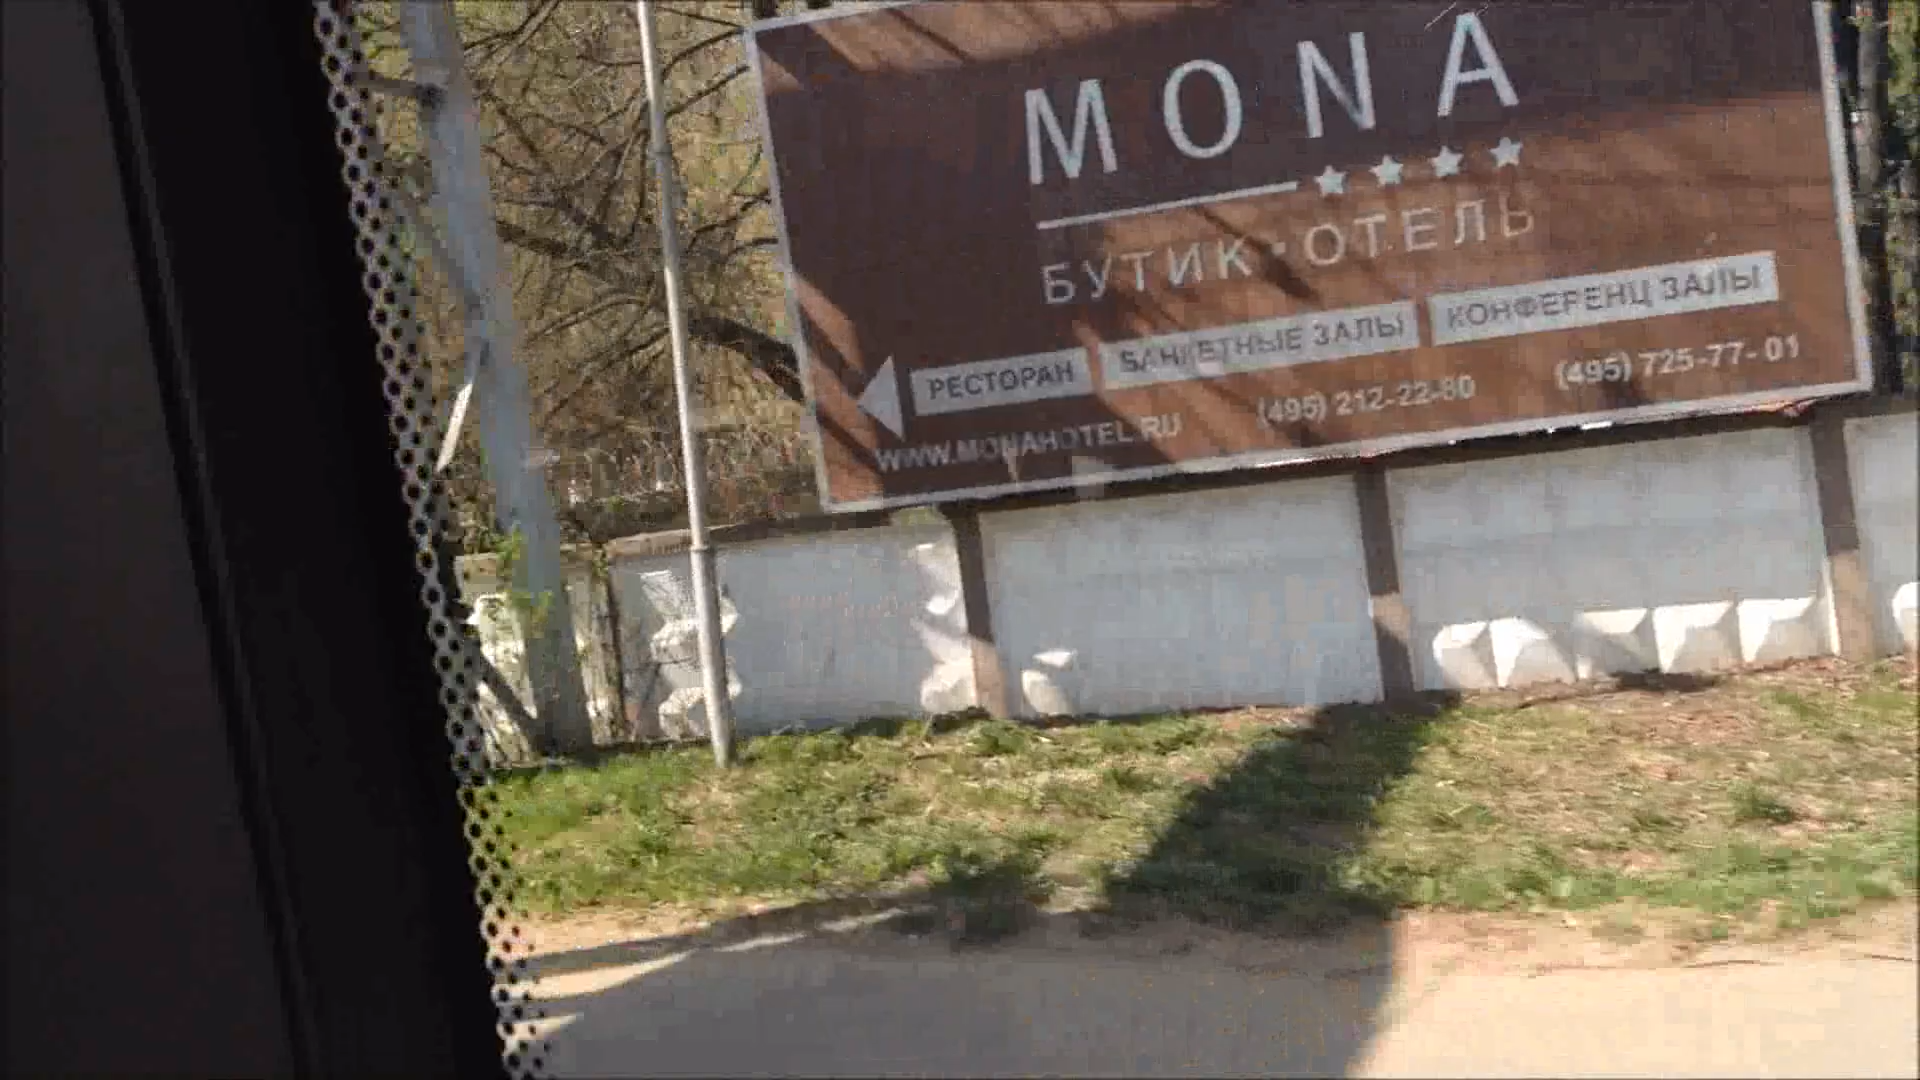 MONA
БУТИК-ОТЕЛЬ
РЕСТОРАН БАНКЕТНЫЕ ЗАЛЫ КОНФЕРЕНЦ ЗАЛЫ
WWW.MONAHOTEL.RU (495) 212-22-80 (495) 725-77-01